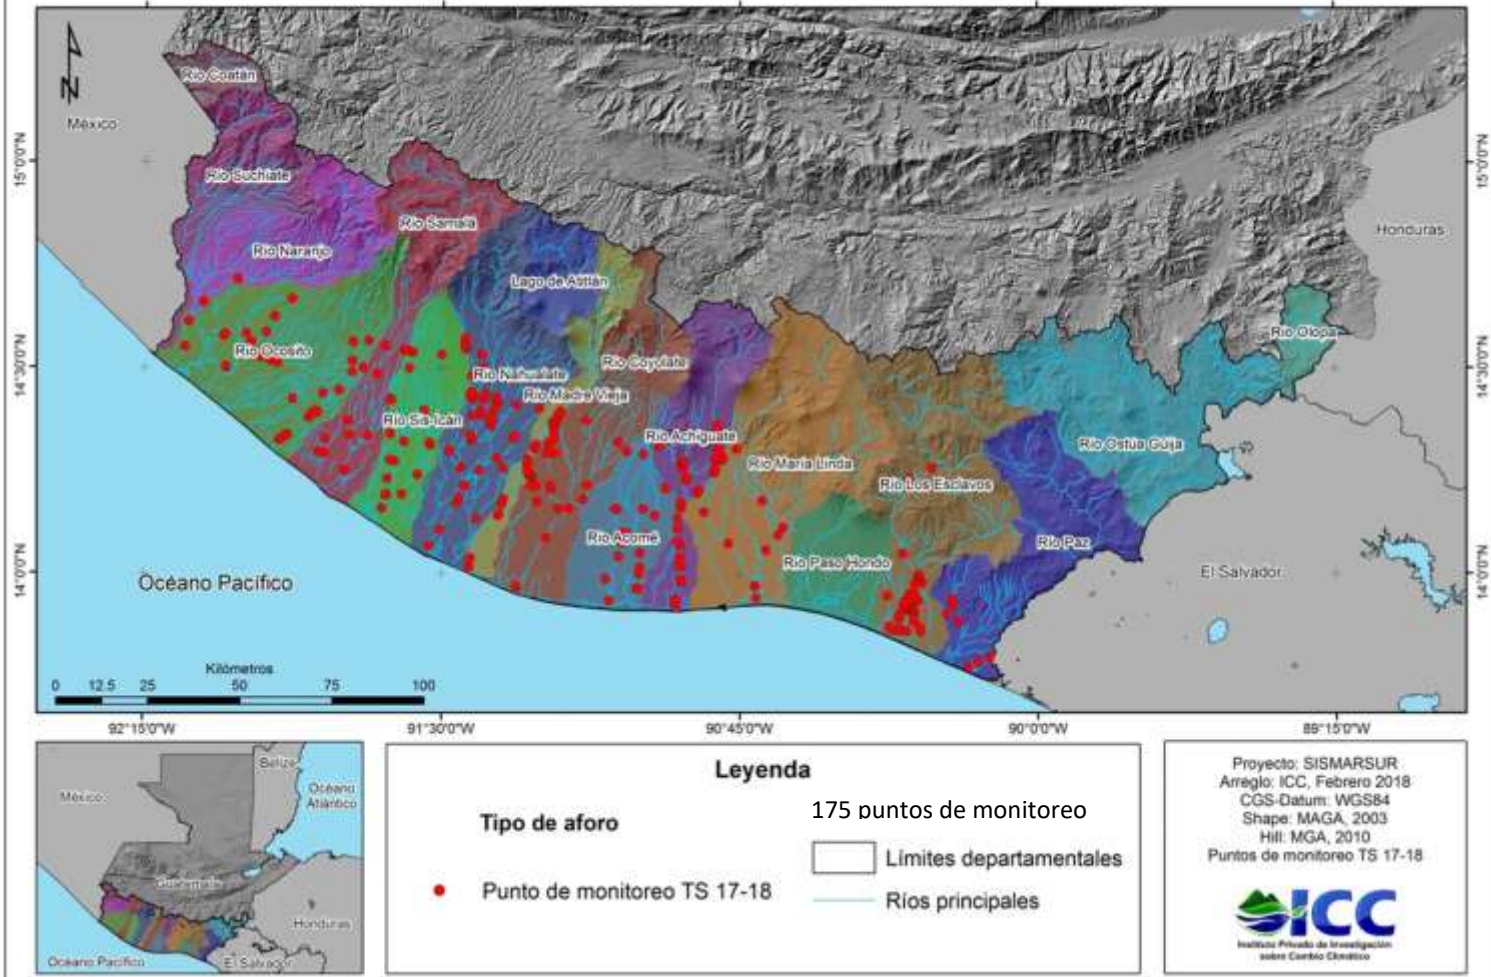 N
Río Coatán
México
15°0'0"N
15°0'0"N
Río Suchiate
Río Samalá
Río Naranjo
Honduras
Lago de Atitlán
Río Olopa
14°30'0"N
14°30'0"N
Río Ocosito
Río Coyolate
Río Nahualate
Río Madre Vieja
Río Sis-Icán
Río Achiguate
Río Ostúa Güija
Río María Linda
Río Los Esclavos
Río Acomé
Río Paz
Río Paso Hondo
14°0'0"N
14°0'0"N
Océano Pacífico
El Salvador
Kilómetros
0 12.5 25 50 75 100
92°15'0"W 91°30'0"W 90°45'0"W 90°0'0"W 89°15'0"W
Belize
México
Océano
Atlántico
Guatemala
Honduras
Océano Pacífico
El Salvador
Leyenda
Tipo de aforo
Punto de monitoreo TS 17-18
175 puntos de monitoreo
Límites departamentales
Ríos principales
Proyecto: SISMARSUR
Arreglo: ICC, Febrero 2018
CGS-Datum: WGS84
Shape: MAGA, 2003
Hill: MGA, 2010
Puntos de monitoreo TS 17-18
ICC
Instituto Privado de Investigación
sobre Cambio Climático